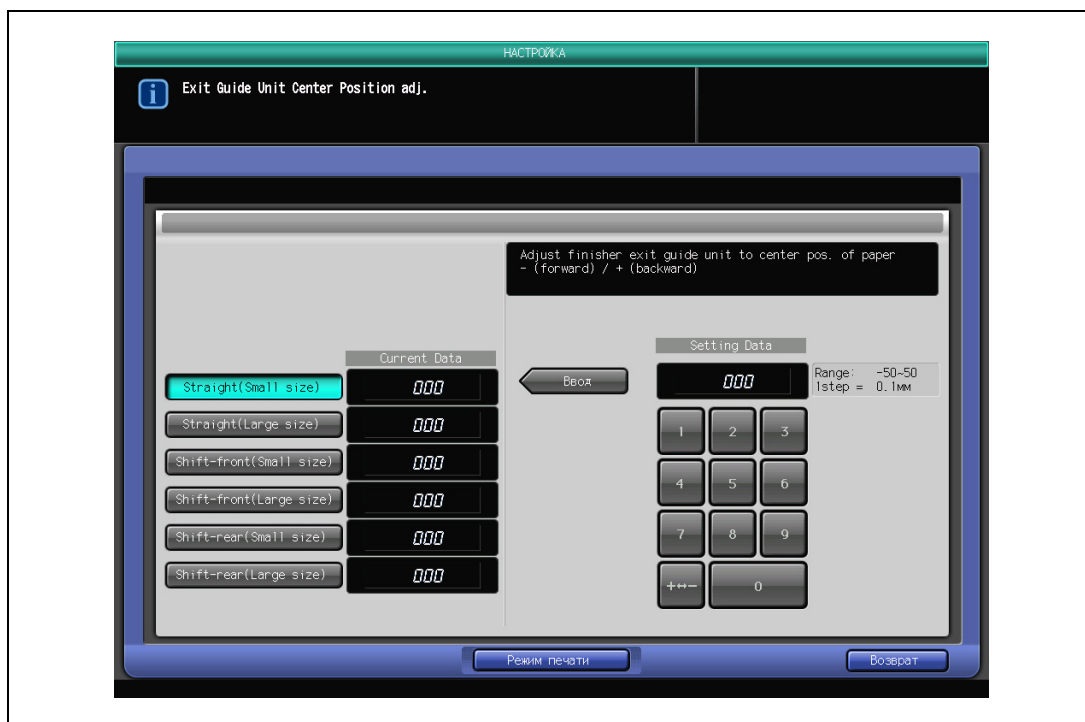 НАСТРОЙКА
Exit Guide Unit Center Position adj.
Adjust finisher exit guide unit to center pos. of paper
- (forward) / + (backward)
Current Data
Setting Data
Straight(Small size)
000
Ввод
000
Range: -50~50
1step = 0.1мм
Straight(Large size)
000
1
2
3
Shift-front(Small size)
000
4
5
6
Shift-front(Large size)
000
Shift-rear(Small size)
000
7
8
9
Shift-rear(Large size)
000
+↔-
0
Режим печати
Возврат